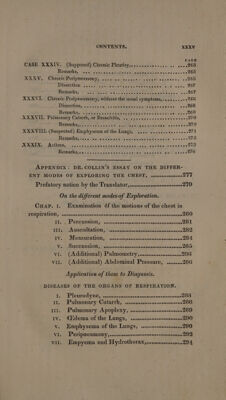 CONTENTS. xxxv
PAGE
CASE XXXIV. (Supposed) Chronic Pleurisy, 263
Remarks, 265
XXXV. Chronic Peripneumony, 265
Dissection 267
Remarks, 267
XXXVI. Chronic Peripneumony, without the usual symptoms,
Dissection 268
Remarks, 269
XXXVII. Pulmonary Catarrh, or Bronchitis, 270
Remarks,
XXXVIII. (Suspected) Emphysema of the Lungs, 271
Remarks,
XXXIX. Asthma,
Remarks,
APPENDIX: DR. COLLIN'S ESSAY ON THE DIFFER-
ENT MODES OF EXPLORING THE CHEST, 277
Prefatory notice by the Translator, 279
On the different modes of Exploration.
CHAP. I. Examination of the motions of the chest in
respiration, 280
II. Percussion, 281
III. Auscultation, 282
IV. Mensuration, 284
V. Succussion, 285
VI. (Additional) Pulmometry, 286
VII. (Additional) Abdominal Pressure, 286
Application of them to Diagnosis.
DISEASES OF THE ORGANS OF RESPIRATION.
I. Pleurodyne, 288
II. Pulmonary Catarrh, 288
III. Pulmonary Apoplexy, 289
IV. Œdema of the Lungs, 290
V. Emphysema of the Lungs, 290
VI. Peripneumony, 292
VII. Empyema and Hydrothorax, 294